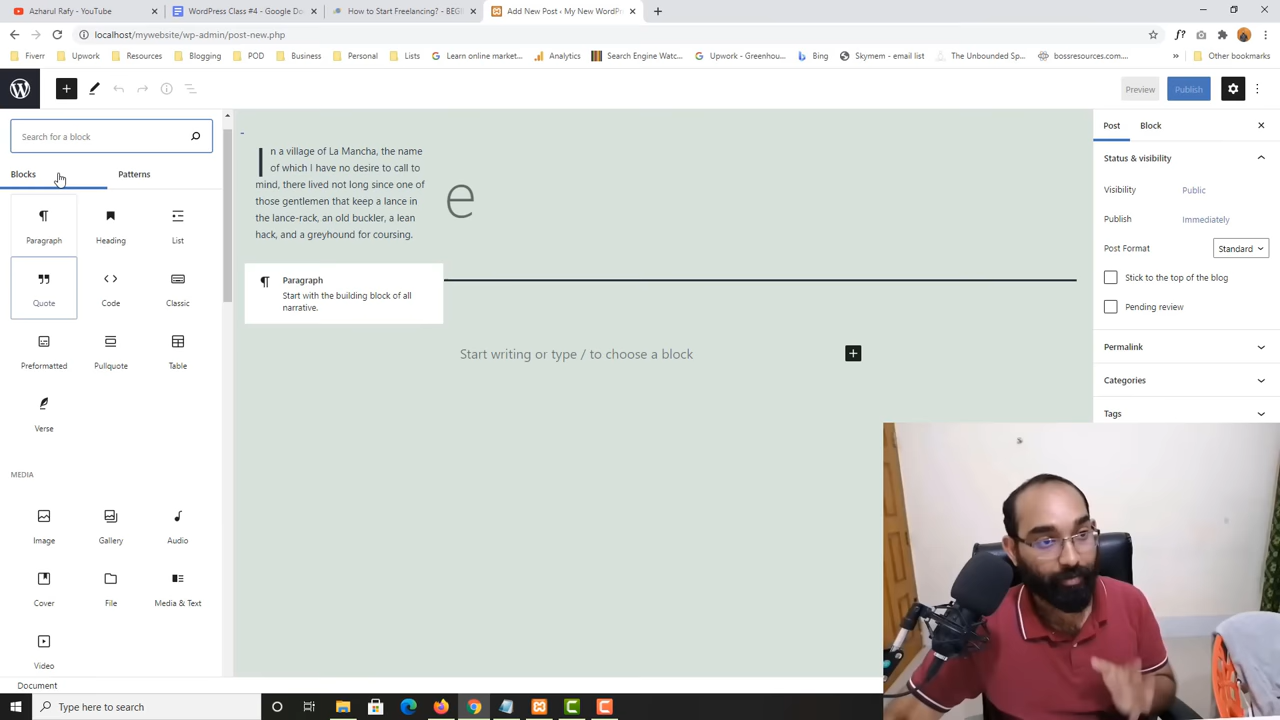 Azharul Rafy - YouTube
WordPress Class #4 - Google Do
How to Start Freelancing? - BEG
Add New Post ‹ My New WordPr
localhost/mywebsite/wp-admin/post-new.php
Fiverr
Upwork
Resources
Blogging
POD
Business
Personal
Lists
Learn online market...
Analytics
Search Engine Watc...
Upwork - Greenhou...
Bing
Skymem - email list
The Unbounded Sp...
bossresources.com...
Other bookmarks
Preview
Publish
Search for a block
Blocks
Patterns
Paragraph
Heading
List
Quote
Code
Classic
Preformatted
Pullquote
Table
Verse
MEDIA
Image
Gallery
Audio
Cover
File
Media & Text
Video
In a village of La Mancha, the name
of which I have no desire to call to
mind, there lived not long since one of
those gentlemen that keep a lance in
the lance-rack, an old buckler, a lean
hack, and a greyhound for coursing.
e
Paragraph
Start with the building block of all
narrative.
Start writing or type / to choose a block
Post
Block
Status & visibility
Visibility
Public
Publish
Immediately
Post Format
Standard
Stick to the top of the blog
Pending review
Permalink
Categories
Tags
Document
Type here to search